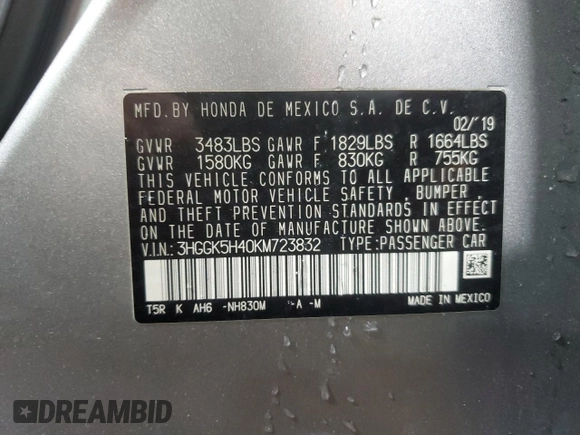 MFD.BY HONDA DE MEXICO S.A. DE C.V.
02/'19
GVWR 3483LBS GAWR F 1829LBS R 1664LBS
GVWR 1580KG GAWR F 830KG R 755KG
THIS VEHICLE CONFORMS TO ALL APPLICABLE
FEDERAL MOTOR VEHICLE SAFETY, BUMPER,
AND THEFT PREVENTION STANDARDS IN EFFECT
ON THE DATE OF MANUFACTURE SHOWN ABOVE.
V.I.N: 3HGGK5H40KM723832 TYPE:PASSENGER CAR
T5R K AH6 -NH830M -A -M
MADE IN MEXICO
DREAMBID